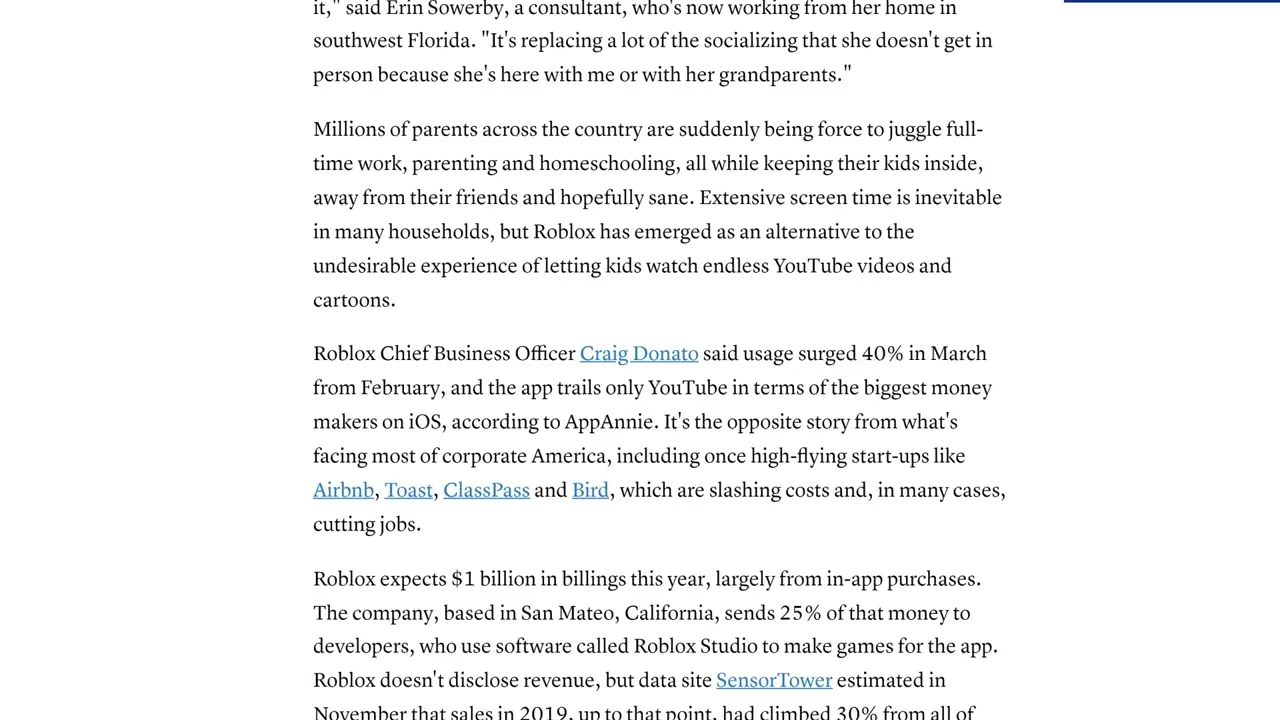 it," said Erin Sowerby, a consultant, who's now working from her home in
southwest Florida. "It's replacing a lot of the socializing that she doesn't get in
person because she's here with me or with her grandparents."
Millions of parents across the country are suddenly being force to juggle full-
time work, parenting and homeschooling, all while keeping their kids inside,
away from their friends and hopefully sane. Extensive screen time is inevitable
in many households, but Roblox has emerged as an alternative to the
undesirable experience of letting kids watch endless YouTube videos and
cartoons.
Roblox Chief Business Officer Craig Donato said usage surged 40% in March
from February, and the app trails only YouTube in terms of the biggest money
makers on iOS, according to AppAnnie. It's the opposite story from what's
facing most of corporate America, including once high-flying start-ups like
Airbnb, Toast, ClassPass and Bird, which are slashing costs and, in many cases,
cutting jobs.
Roblox expects $1 billion in billings this year, largely from in-app purchases.
The company, based in San Mateo, California, sends 25% of that money to
developers, who use software called Roblox Studio to make games for the app.
Roblox doesn't disclose revenue, but data site SensorTower estimated in
November that sales in 2019, up to that point, had climbed 30% from all of